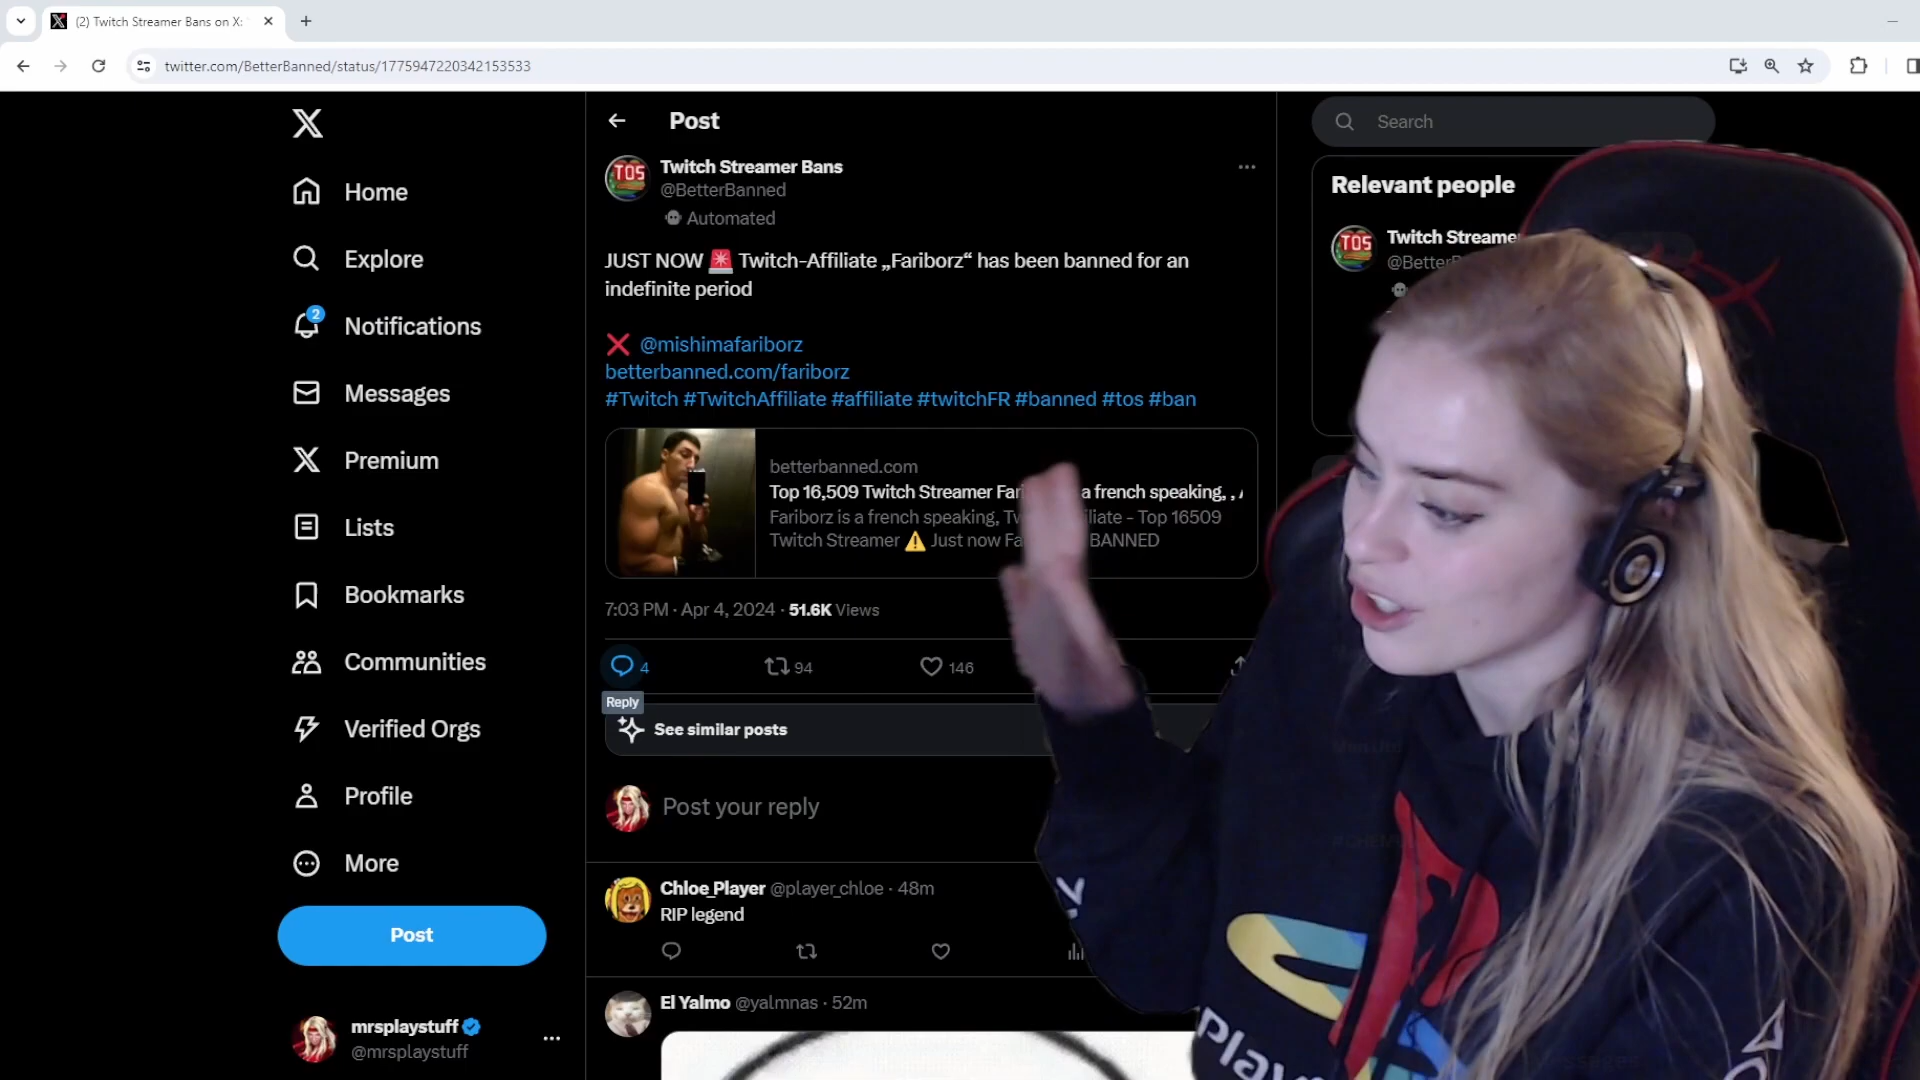 (2) Twitch Streamer Bans on X:
twitter.com/BetterBanned/status/1775947220342153533
Home
Explore
2
Notifications
Messages
Premium
Lists
Bookmarks
Communities
Verified Orgs
Profile
More
Post
mrsplaystuff
@mrsplaystuff
Post
TOS
Twitch Streamer Bans
@BetterBanned
Automated
JUST NOW 🚨 Twitch-Affiliate „Fariborz“ has been banned for an
indefinite period
❌ @mishimafariborz
betterbanned.com/fariborz
#Twitch #TwitchAffiliate #affiliate #twitchFR #banned #tos #ban
betterbanned.com
Top 16,509 Twitch Streamer a french speaking, ,
Fariborz is a french speaking, - Top 16509
Twitch Streamer ⚠️ Just now BANNED
7:03 PM · Apr 4, 2024 · 51.6K Views
4 94 146
Reply
See similar posts
Post your reply
Chloe_Player @player_chloe · 48m
RIP legend
El Yalmo @yalmnas · 52m
Search
Relevant people
TOS
Twitch
Play